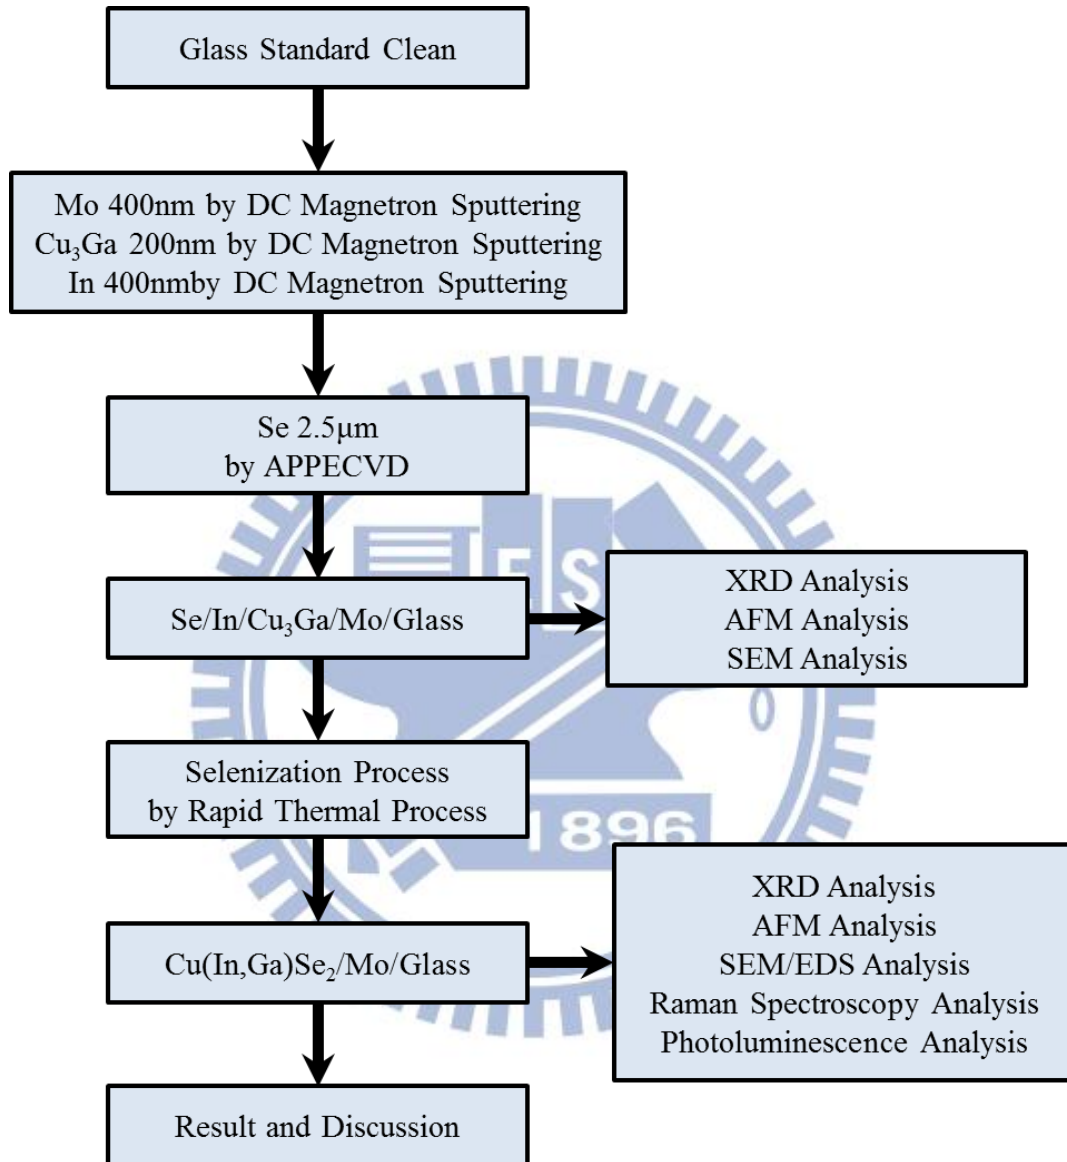 Glass Standard Clean
Mo 400nm by DC Magnetron Sputtering
Cu₃Ga 200nm by DC Magnetron Sputtering
In 400nmby DC Magnetron Sputtering
Se 2.5μm
by APPECVD
Se/In/Cu₃Ga/Mo/Glass
XRD Analysis
AFM Analysis
SEM Analysis
Selenization Process
by Rapid Thermal Process
Cu(In,Ga)Se₂/Mo/Glass
XRD Analysis
AFM Analysis
SEM/EDS Analysis
Raman Spectroscopy Analysis
Photoluminescence Analysis
Result and Discussion
ES
1896